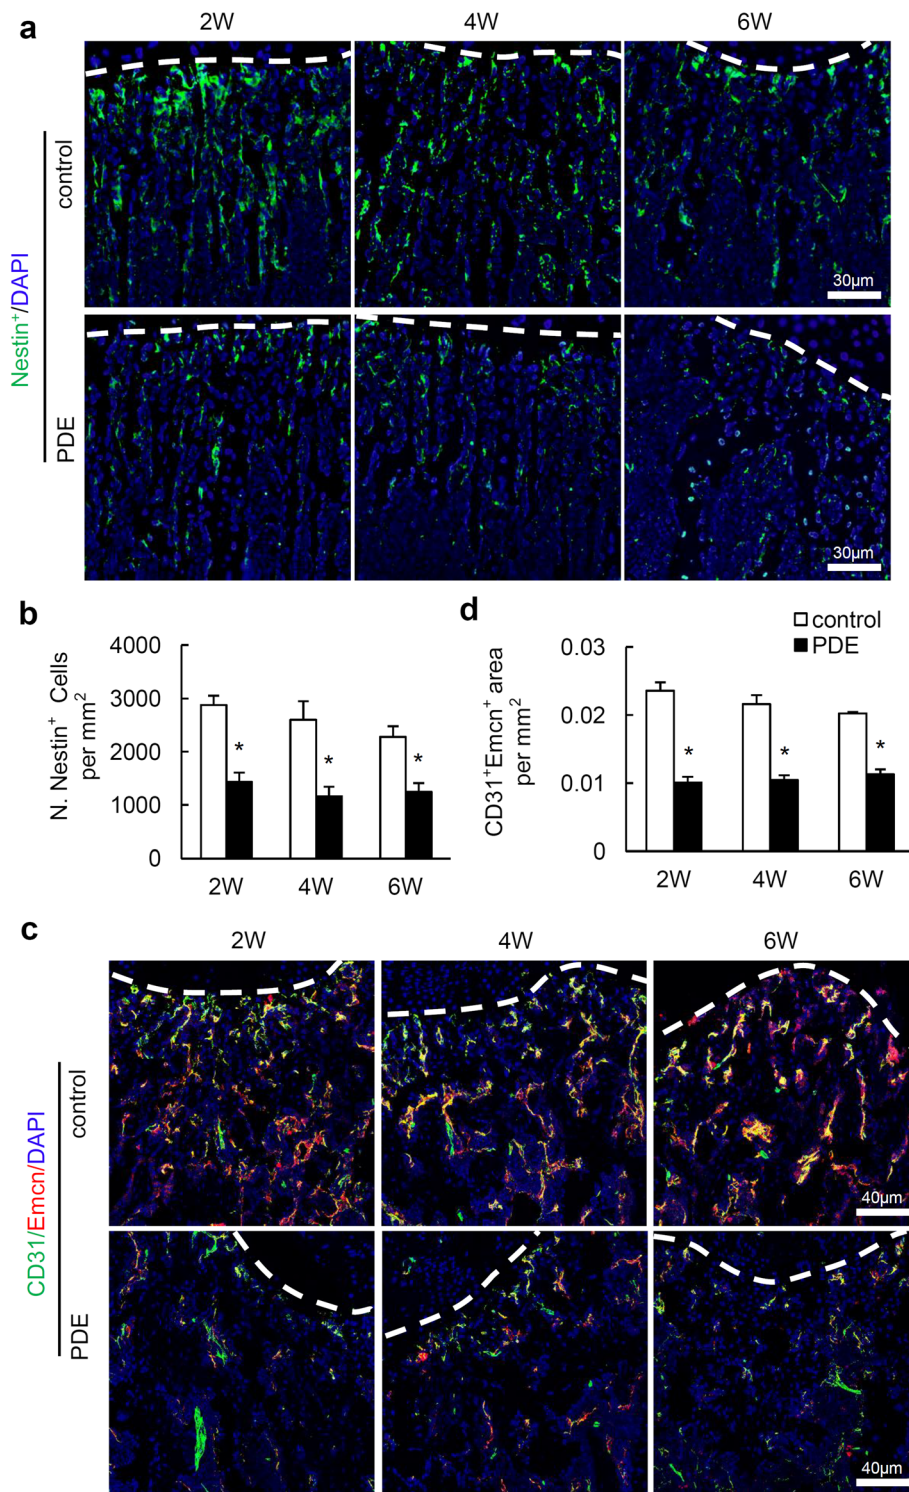 a
2W 4W 6W
Nestin⁺/DAPI
control
PDE
30μm
30μm
b
N. Nestin⁺ Cells
per mm²
4000
3000
2000
1000
0
* * *
2W 4W 6W
d
control
PDE
CD31⁺Emcn⁺ area
per mm²
0.03
0.02
0.01
0
* * *
2W 4W 6W
c
2W 4W 6W
CD31/Emcn/DAPI
control
PDE
40μm
40μm